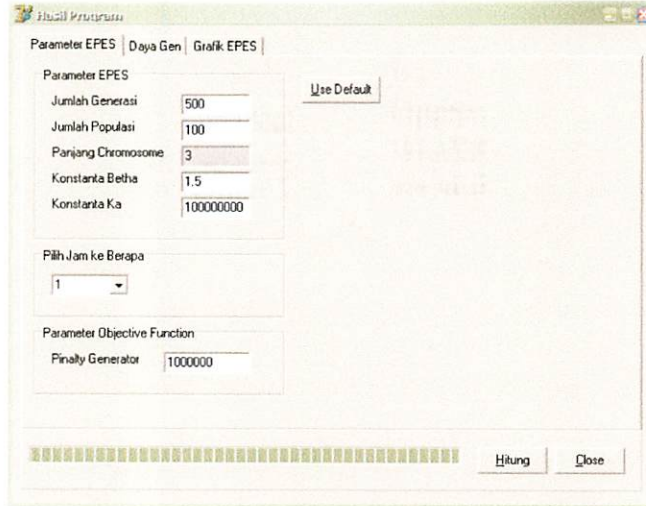 Hasil Program
Parameter EPES Daya Gen Grafik EPES
Parameter EPES
Jumlah Generasi 500
Jumlah Populasi 100
Panjang Chromosome 3
Konstanta Betha 1.5
Konstanta Ka 100000000
Use Default
Pilih Jam ke Berapa
1
Parameter Objective Function
Pinalty Generator 1000000
Hitung Close